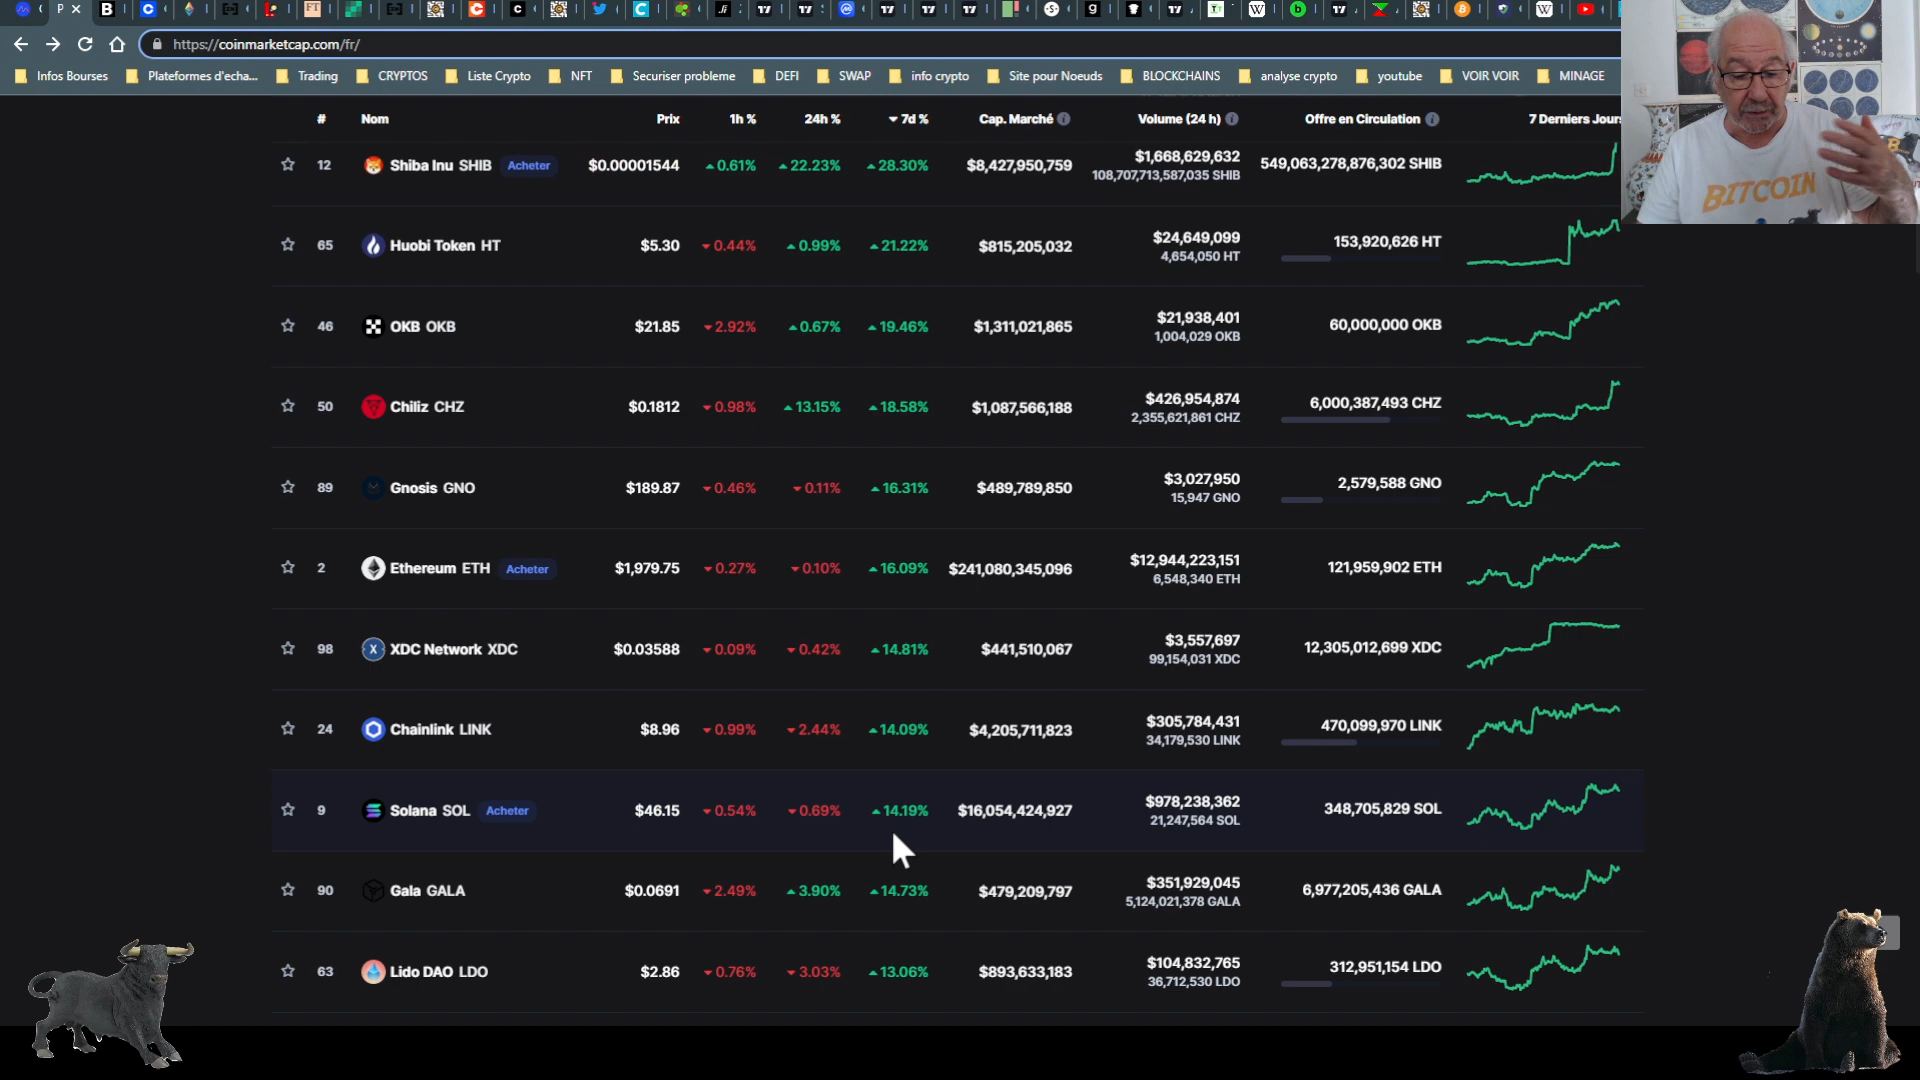 https://coinmarketcap.com/fr/
Infos Bourses Plateformes d'echa... Trading CRYPTOS Liste Crypto NFT Securiser probleme DEFI SWAP info crypto Site pour Noeuds BLOCKCHAINS analyse crypto youtube VOIR VOIR MINAGE
# Nom Prix 1h % 24h % 7d % Cap. Marché Volume (24 h) Offre en Circulation 7 Derniers Jours
12 Shiba Inu SHIB Acheter $0.00001544 0.61% 22.23% 28.30% $8,427,950,759 $1,668,629,632 549,063,278,876,302 SHIB
108,707,713,587,035 SHIB
65 Huobi Token HT $5.30 0.44% 0.99% 21.22% $815,205,032 $24,649,099 153,920,626 HT
4,654,050 HT
46 OKB OKB $21.85 2.92% 0.67% 19.46% $1,311,021,865 $21,938,401 60,000,000 OKB
1,004,029 OKB
50 Chiliz CHZ $0.1812 0.98% 13.15% 18.58% $1,087,566,188 $426,954,874 6,000,387,493 CHZ
2,355,621,861 CHZ
89 Gnosis GNO $189.87 0.46% 0.11% 16.31% $489,789,850 $3,027,950 2,579,588 GNO
15,947 GNO
2 Ethereum ETH Acheter $1,979.75 0.27% 0.10% 16.09% $241,080,345,096 $12,944,223,151 121,959,902 ETH
6,548,340 ETH
98 XDC Network XDC $0.03588 0.09% 0.42% 14.81% $441,510,067 $3,557,697 12,305,012,699 XDC
99,154,031 XDC
24 Chainlink LINK $8.96 0.99% 2.44% 14.09% $4,205,711,823 $305,784,431 470,099,970 LINK
34,179,530 LINK
9 Solana SOL Acheter $46.15 0.54% 0.69% 14.19% $16,054,424,927 $978,238,362 348,705,829 SOL
21,247,564 SOL
90 Gala GALA $0.0691 2.49% 3.90% 14.73% $479,209,797 $351,929,045 6,977,205,436 GALA
5,124,021,378 GALA
63 Lido DAO LDO $2.86 0.76% 3.03% 13.06% $893,633,183 $104,832,765 312,951,154 LDO
36,712,530 LDO
BITCOIN